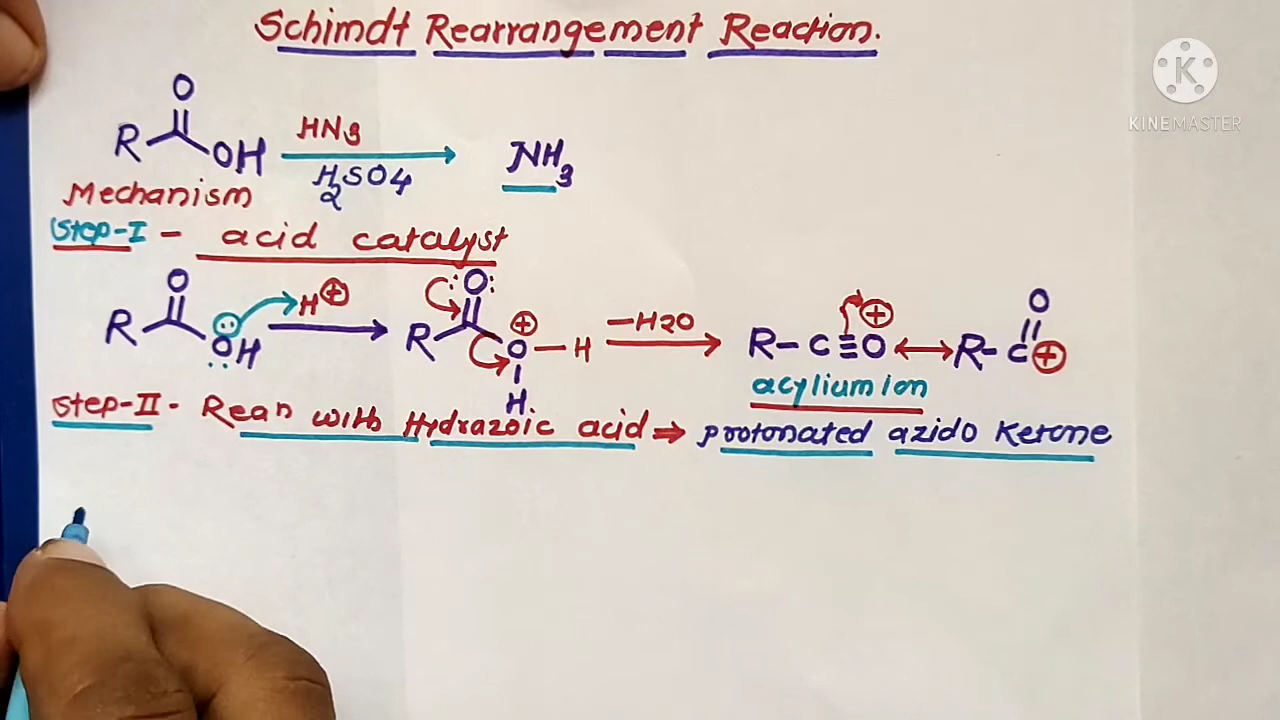 Schimdt Rearrangement Reaction.
K
KINEMASTER
O
R OH HN3 H2SO4 NH3
Mechanism
Step-I - acid catalyst
O :O: O
R OH H+ R O+ - H -H2O R-C≡O+ R-C+
H
acylium ion
Step-II - Rean with Hydrazoic acid ⇒ protonated azido Ketone